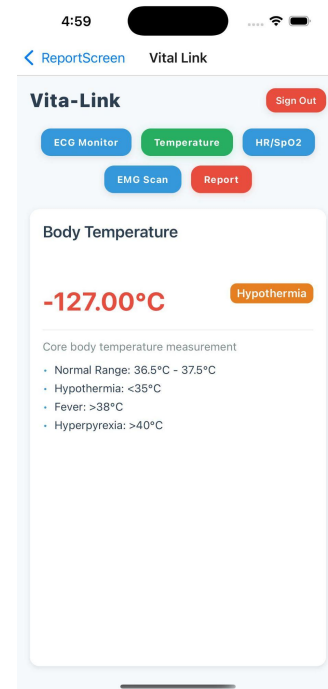 4:59
ReportScreen Vital Link
Vita-Link Sign Out
ECG Monitor Temperature HR/SpO2
EMG Scan Report
Body Temperature
-127.00°C Hypothermia
Core body temperature measurement
• Normal Range: 36.5°C - 37.5°C
• Hypothermia: <35°C
• Fever: >38°C
• Hyperpyrexia: >40°C